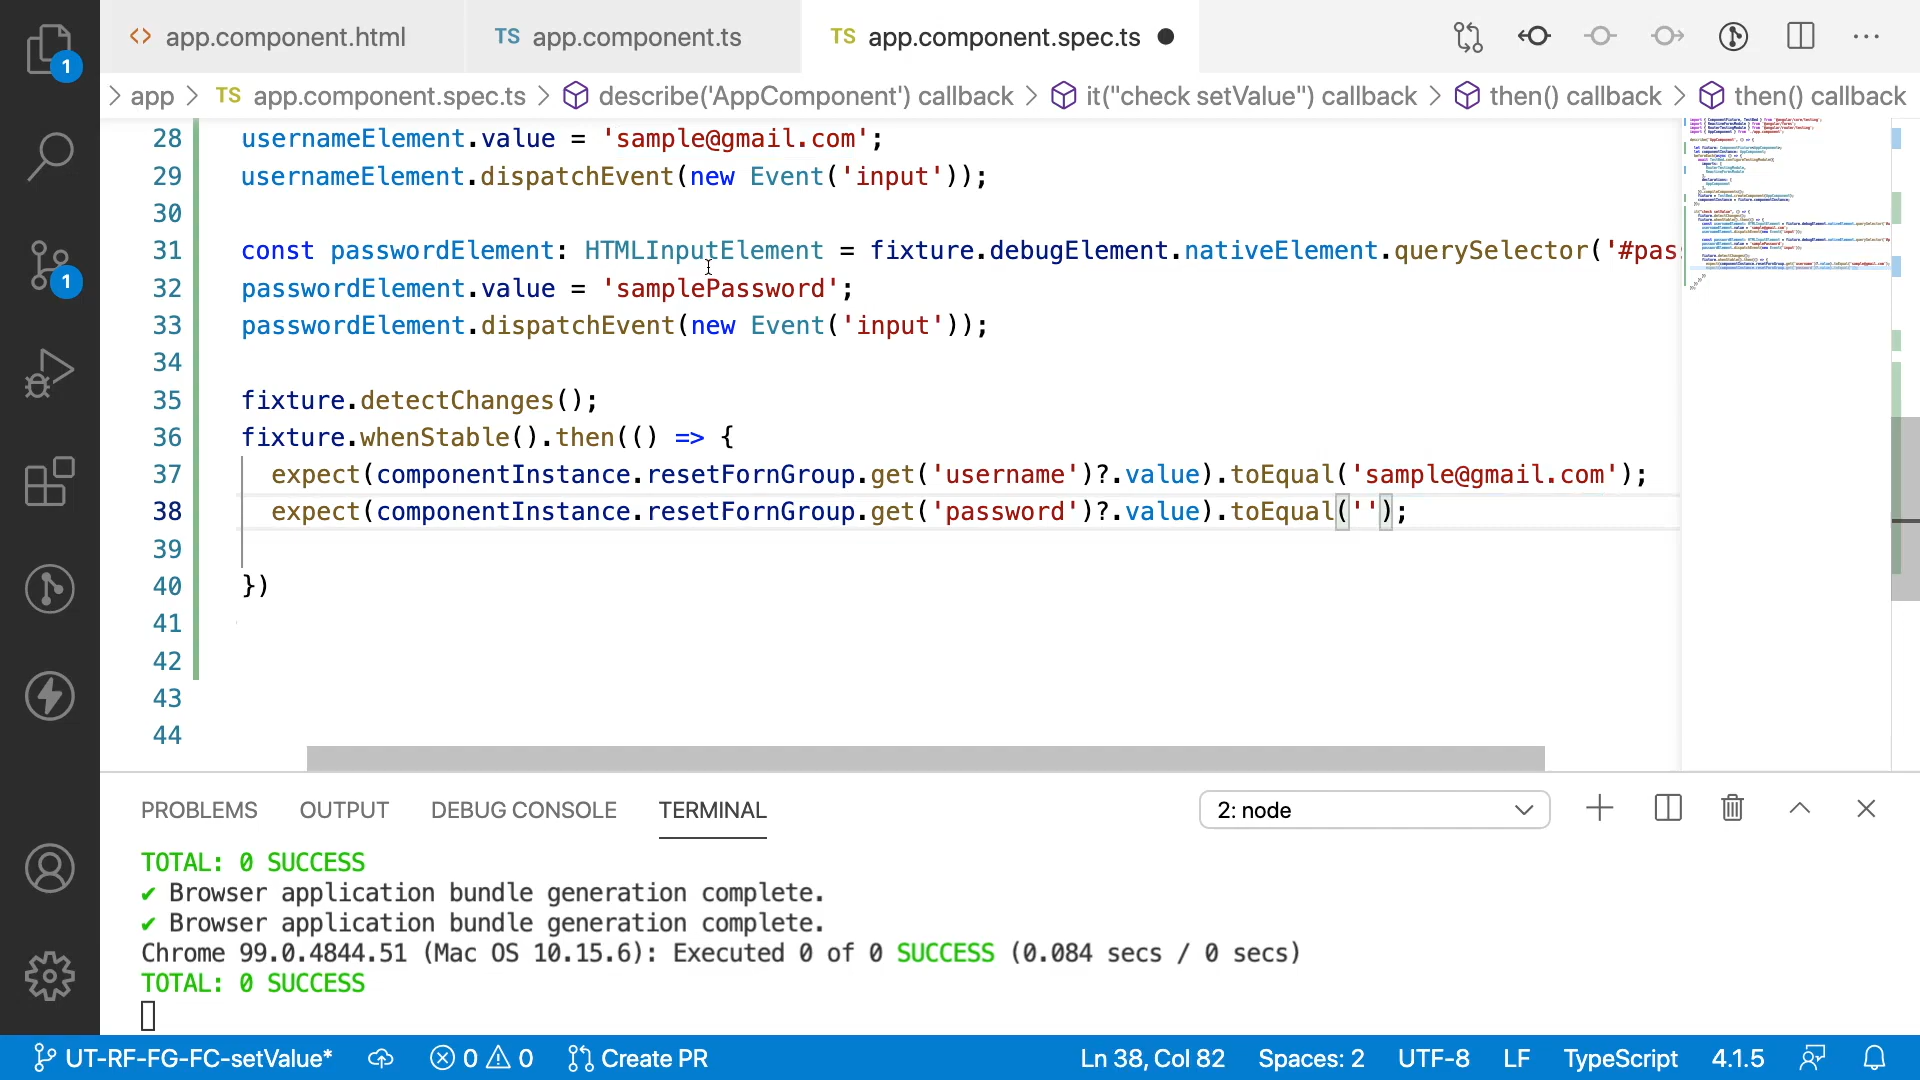 <> app.component.html TS app.component.ts TS app.component.spec.ts
> app > TS app.component.spec.ts > describe('AppComponent') callback > it("check setValue") callback > then() callback > then() callback
28 usernameElement.value = 'sample@gmail.com';
29 usernameElement.dispatchEvent(new Event('input'));
30
31 const passwordElement: HTMLInputElement = fixture.debugElement.nativeElement.querySelector('#pas
32 passwordElement.value = 'samplePassword';
33 passwordElement.dispatchEvent(new Event('input'));
34
35 fixture.detectChanges();
36 fixture.whenStable().then(() => {
37 expect(componentInstance.resetFornGroup.get('username')?.value).toEqual('sample@gmail.com');
38 expect(componentInstance.resetFornGroup.get('password')?.value).toEqual('');
39
40 })
41
42
43
44
1
1
PROBLEMS OUTPUT DEBUG CONSOLE TERMINAL 2: node
TOTAL: 0 SUCCESS
✔ Browser application bundle generation complete.
✔ Browser application bundle generation complete.
Chrome 99.0.4844.51 (Mac OS 10.15.6): Executed 0 of 0 SUCCESS (0.084 secs / 0 secs)
TOTAL: 0 SUCCESS
UT-RF-FG-FC-setValue* 0 0 Create PR Ln 38, Col 82 Spaces: 2 UTF-8 LF TypeScript 4.1.5